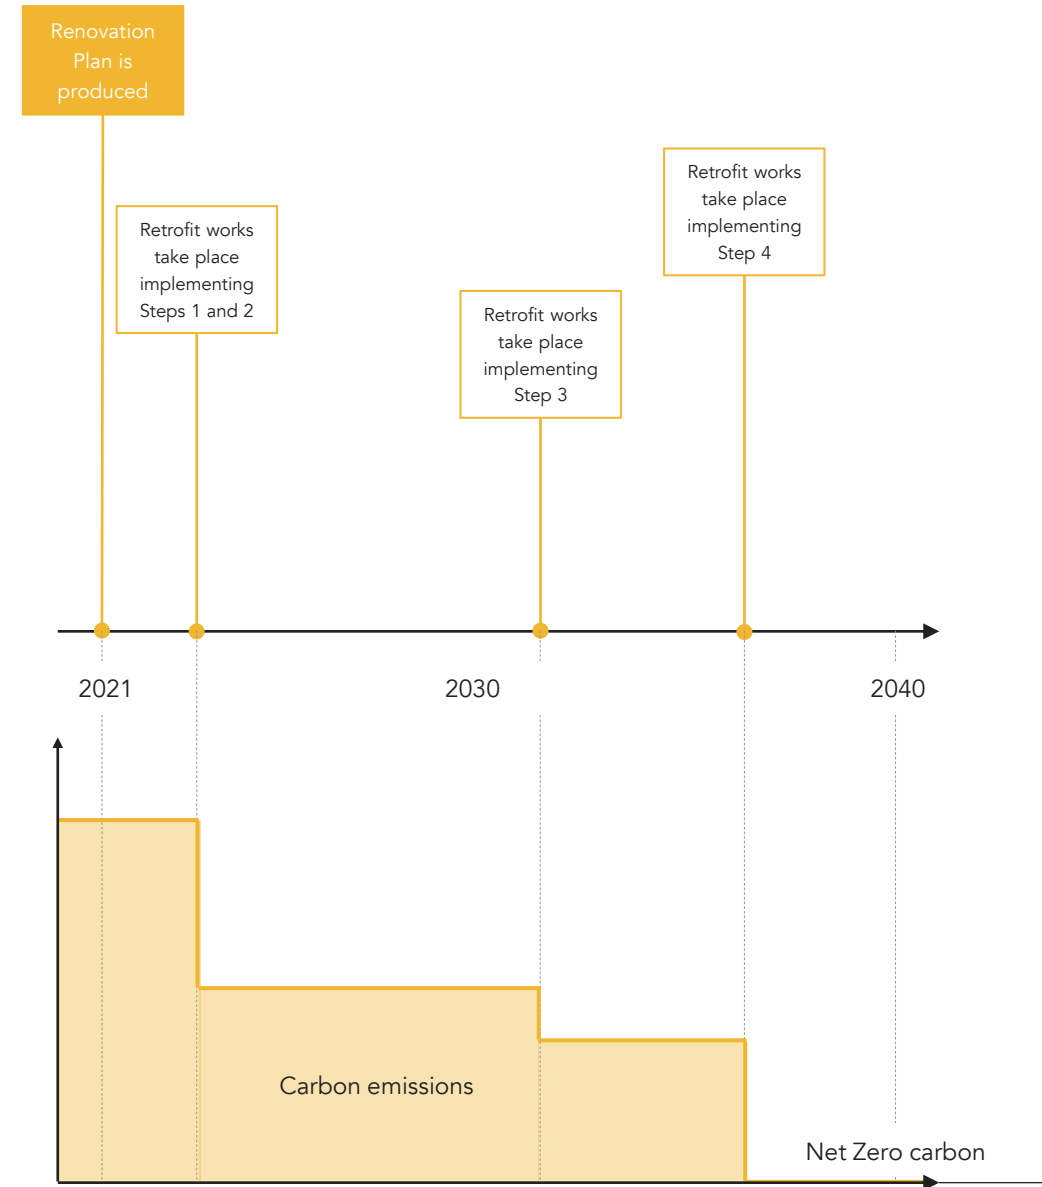 Renovation
Plan is
produced
Retrofit works
take place
implementing
Steps 1 and 2
Retrofit works
take place
implementing
Step 3
Retrofit works
take place
implementing
Step 4
2021
2030
2040
Carbon emissions
Net Zero carbon